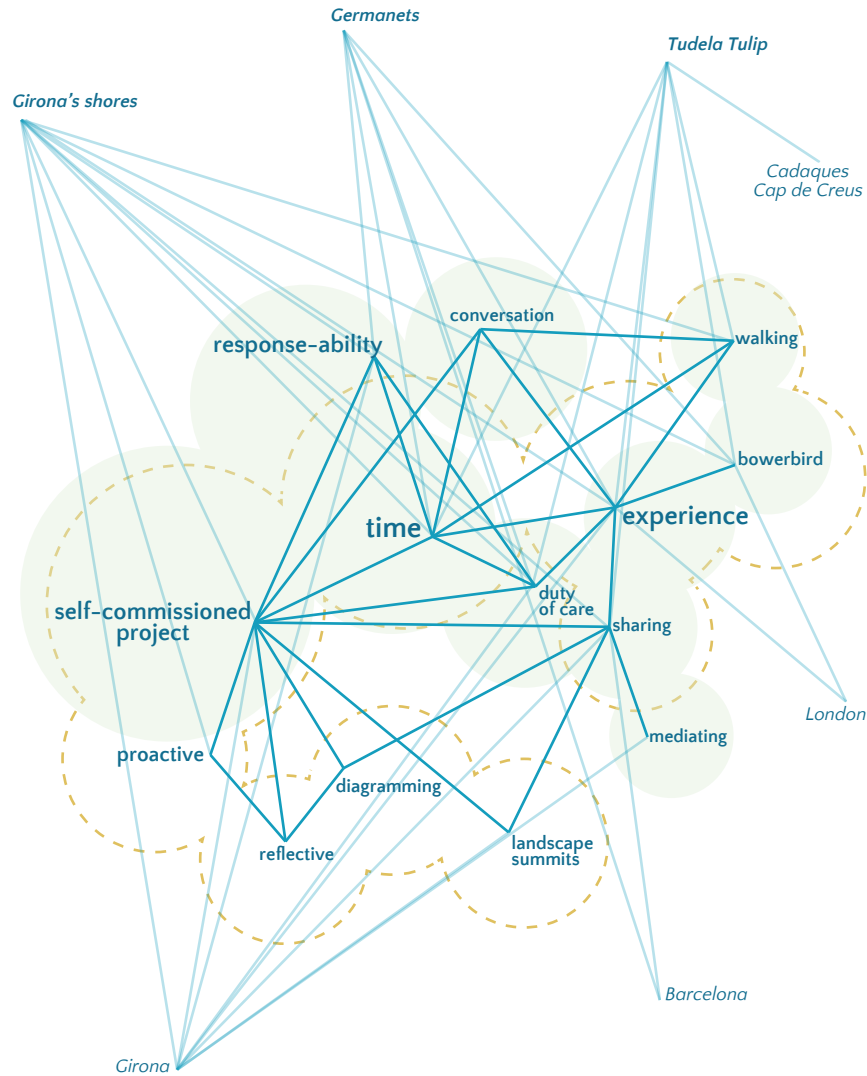 Germanets
Tudela Tulip
Girona's shores
Cadaques
Cap de Creus
conversation
response-ability
walking
bowerbird
time
experience
duty
of care
self-commissioned
project
sharing
London
mediating
proactive
diagramming
landscape
summits
reflective
Barcelona
Girona